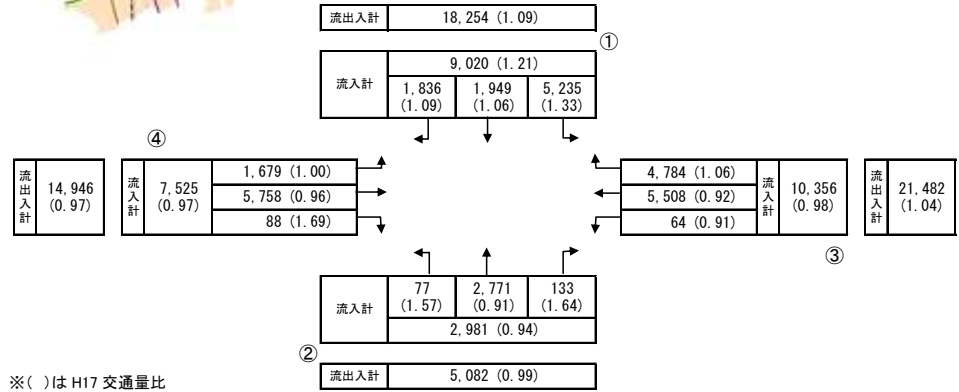 流出入計 18,254 (1.09)
①
流入計 9,020 (1.21)
1,836 1,949 5,235
(1.09) (1.06) (1.33)
④
流出入計 14,946 (0.97)
流入計 7,525 (0.97)
1,679 (1.00)
5,758 (0.96)
88 (1.69)
4,784 (1.06)
5,508 (0.92)
64 (0.91)
流入計 10,356 (0.98)
流出入計 21,482 (1.04)
③
流入計
77 2,771 133
(1.57) (0.91) (1.64)
2,981 (0.94)
②
流出入計 5,082 (0.99)
※( )は H17 交通量比